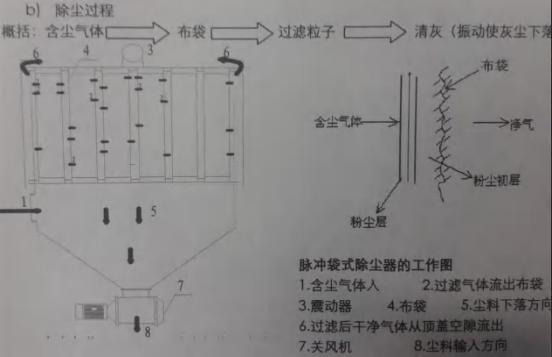 b) 除尘过程
概括：含尘气体 布袋 过滤粒子 清灰（振动使灰尘下落
6 4 3 6
布袋
含尘气体 净气
粉尘初层
粉尘层
1 5
7
8
脉冲袋式除尘器的工作图
1.含尘气体入 2.过滤气体流出布袋
3.震动器 4.布袋 5.尘料下落方向
6.过滤后干净气体从顶盖空隙流出
7.关风机 8.尘料输入方向